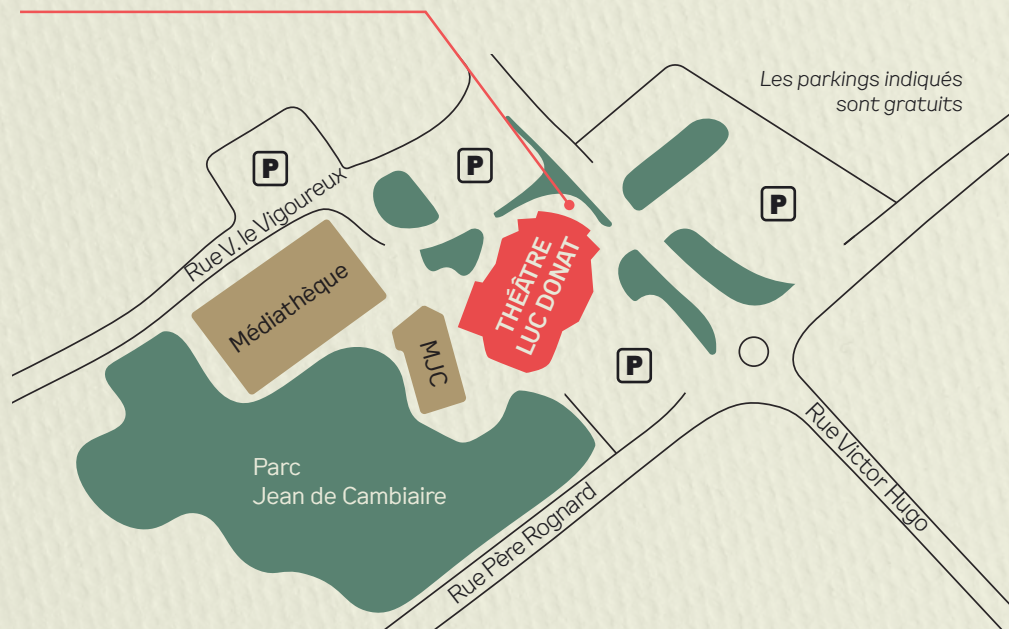 Les parkings indiqués
sont gratuits
P
P
P
Rue V. le Vigoureux
THÉÂTRE
LUC DONAT
Médiathèque
MJC
P
Parc
Jean de Cambiaire
Rue Victor Hugo
Rue Père Rognard